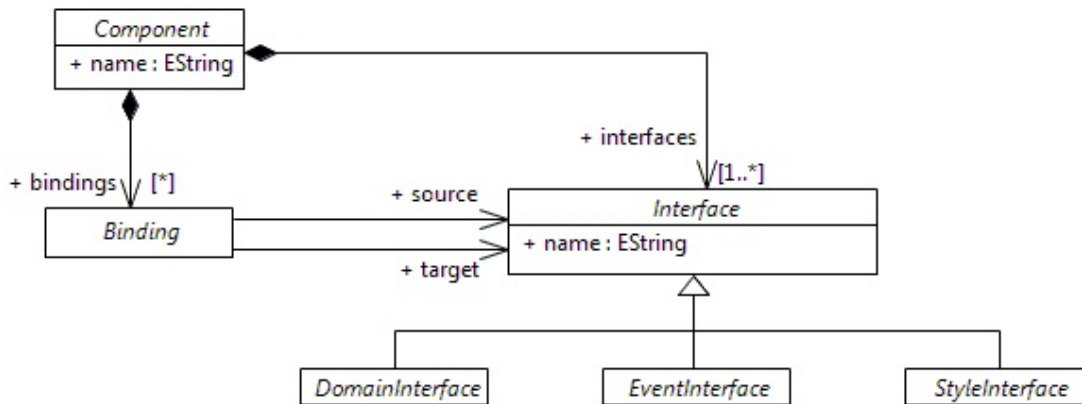 Component
+ name : EString
+ interfaces
+ bindings [*]
[1..*]
+ source
Interface
Binding
+ name : EString
+ target
DomainInterface
EventInterface
StyleInterface